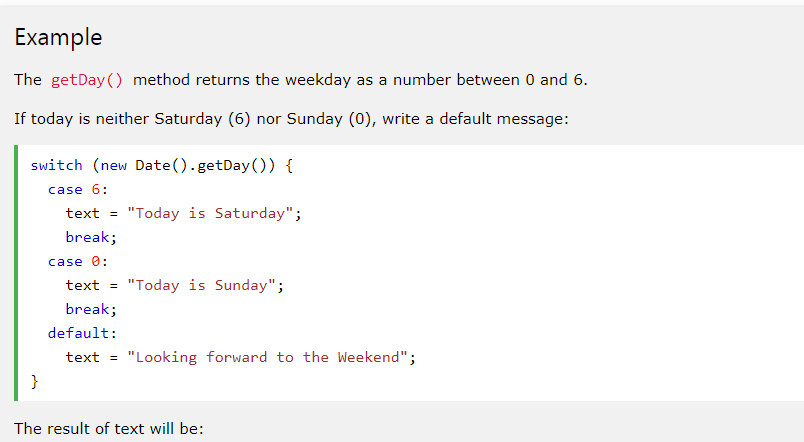 Example
The getDay() method returns the weekday as a number between 0 and 6.
If today is neither Saturday (6) nor Sunday (0), write a default message:
switch (new Date().getDay()) {
  case 6:
    text = "Today is Saturday";
    break;
  case 0:
    text = "Today is Sunday";
    break;
  default:
    text = "Looking forward to the Weekend";
}
The result of text will be: